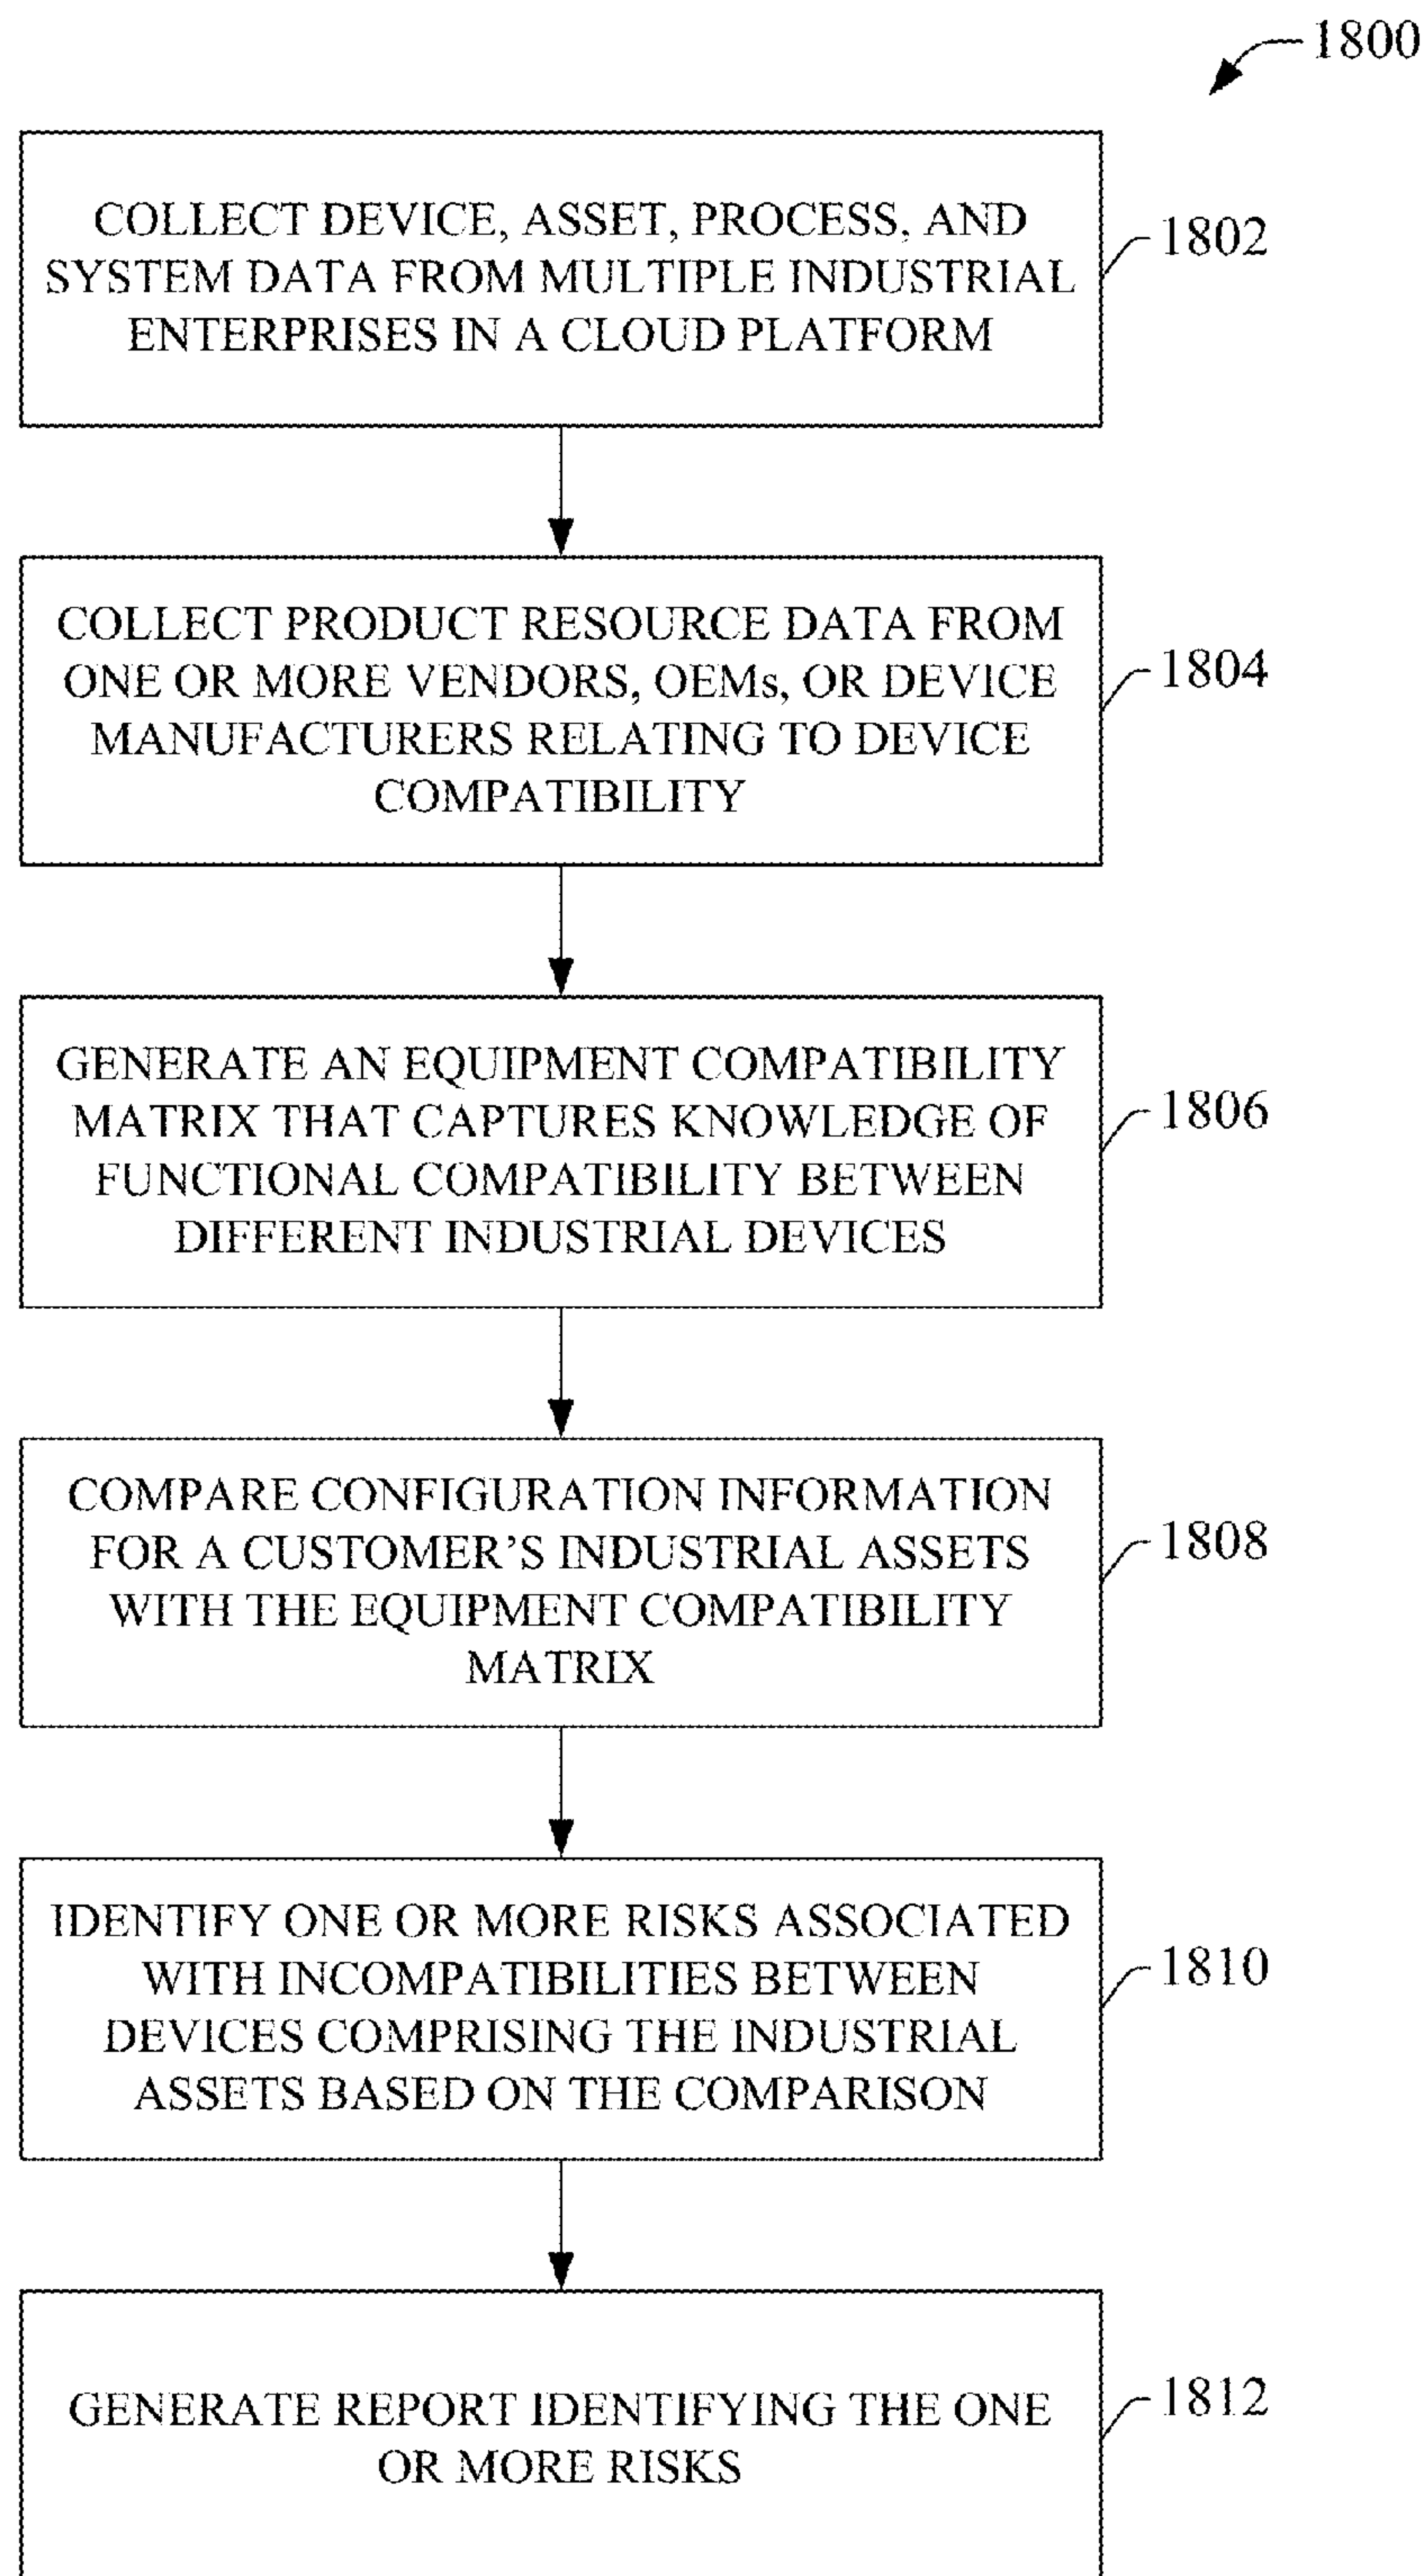 1800
COLLECT DEVICE, ASSET, PROCESS, AND
SYSTEM DATA FROM MULTIPLE INDUSTRIAL
ENTERPRISES IN A CLOUD PLATFORM
1802
COLLECT PRODUCT RESOURCE DATA FROM
ONE OR MORE VENDORS, OEMs, OR DEVICE
MANUFACTURERS RELATING TO DEVICE
COMPATIBILITY
1804
GENERATE AN EQUIPMENT COMPATIBILITY
MATRIX THAT CAPTURES KNOWLEDGE OF
FUNCTIONAL COMPATIBILITY BETWEEN
DIFFERENT INDUSTRIAL DEVICES
1806
COMPARE CONFIGURATION INFORMATION
FOR A CUSTOMER’S INDUSTRIAL ASSETS
WITH THE EQUIPMENT COMPATIBILITY
MATRIX
1808
IDENTIFY ONE OR MORE RISKS ASSOCIATED
WITH INCOMPATIBILITIES BETWEEN
DEVICES COMPRISING THE INDUSTRIAL
ASSETS BASED ON THE COMPARISON
1810
GENERATE REPORT IDENTIFYING THE ONE
OR MORE RISKS
1812